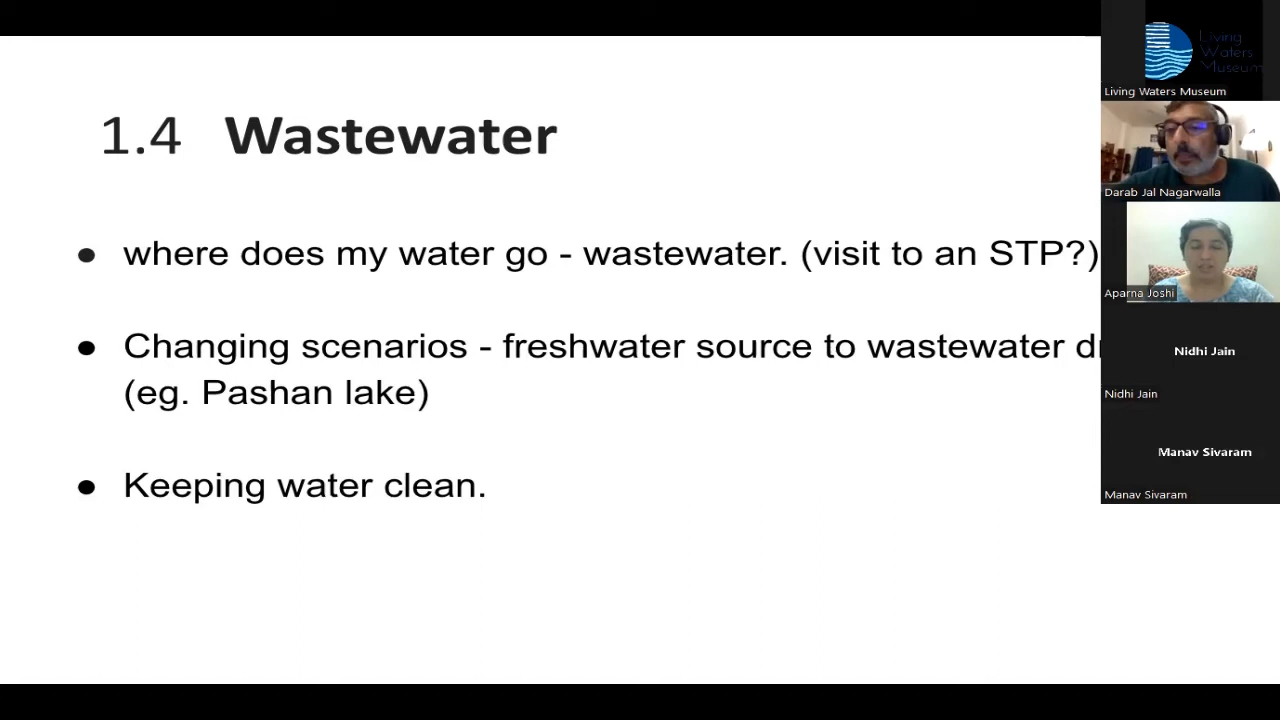 1.4 Wastewater
● where does my water go - wastewater. (visit to an STP?)
● Changing scenarios - freshwater source to wastewater
(eg. Pashan lake)
● Keeping water clean.
Living
Waters
Museum
Living Waters Museum
Darab Jal Nagarwalla
Aparna Joshi
Nidhi Jain
Nidhi Jain
Manav Sivaram
Manav Sivaram